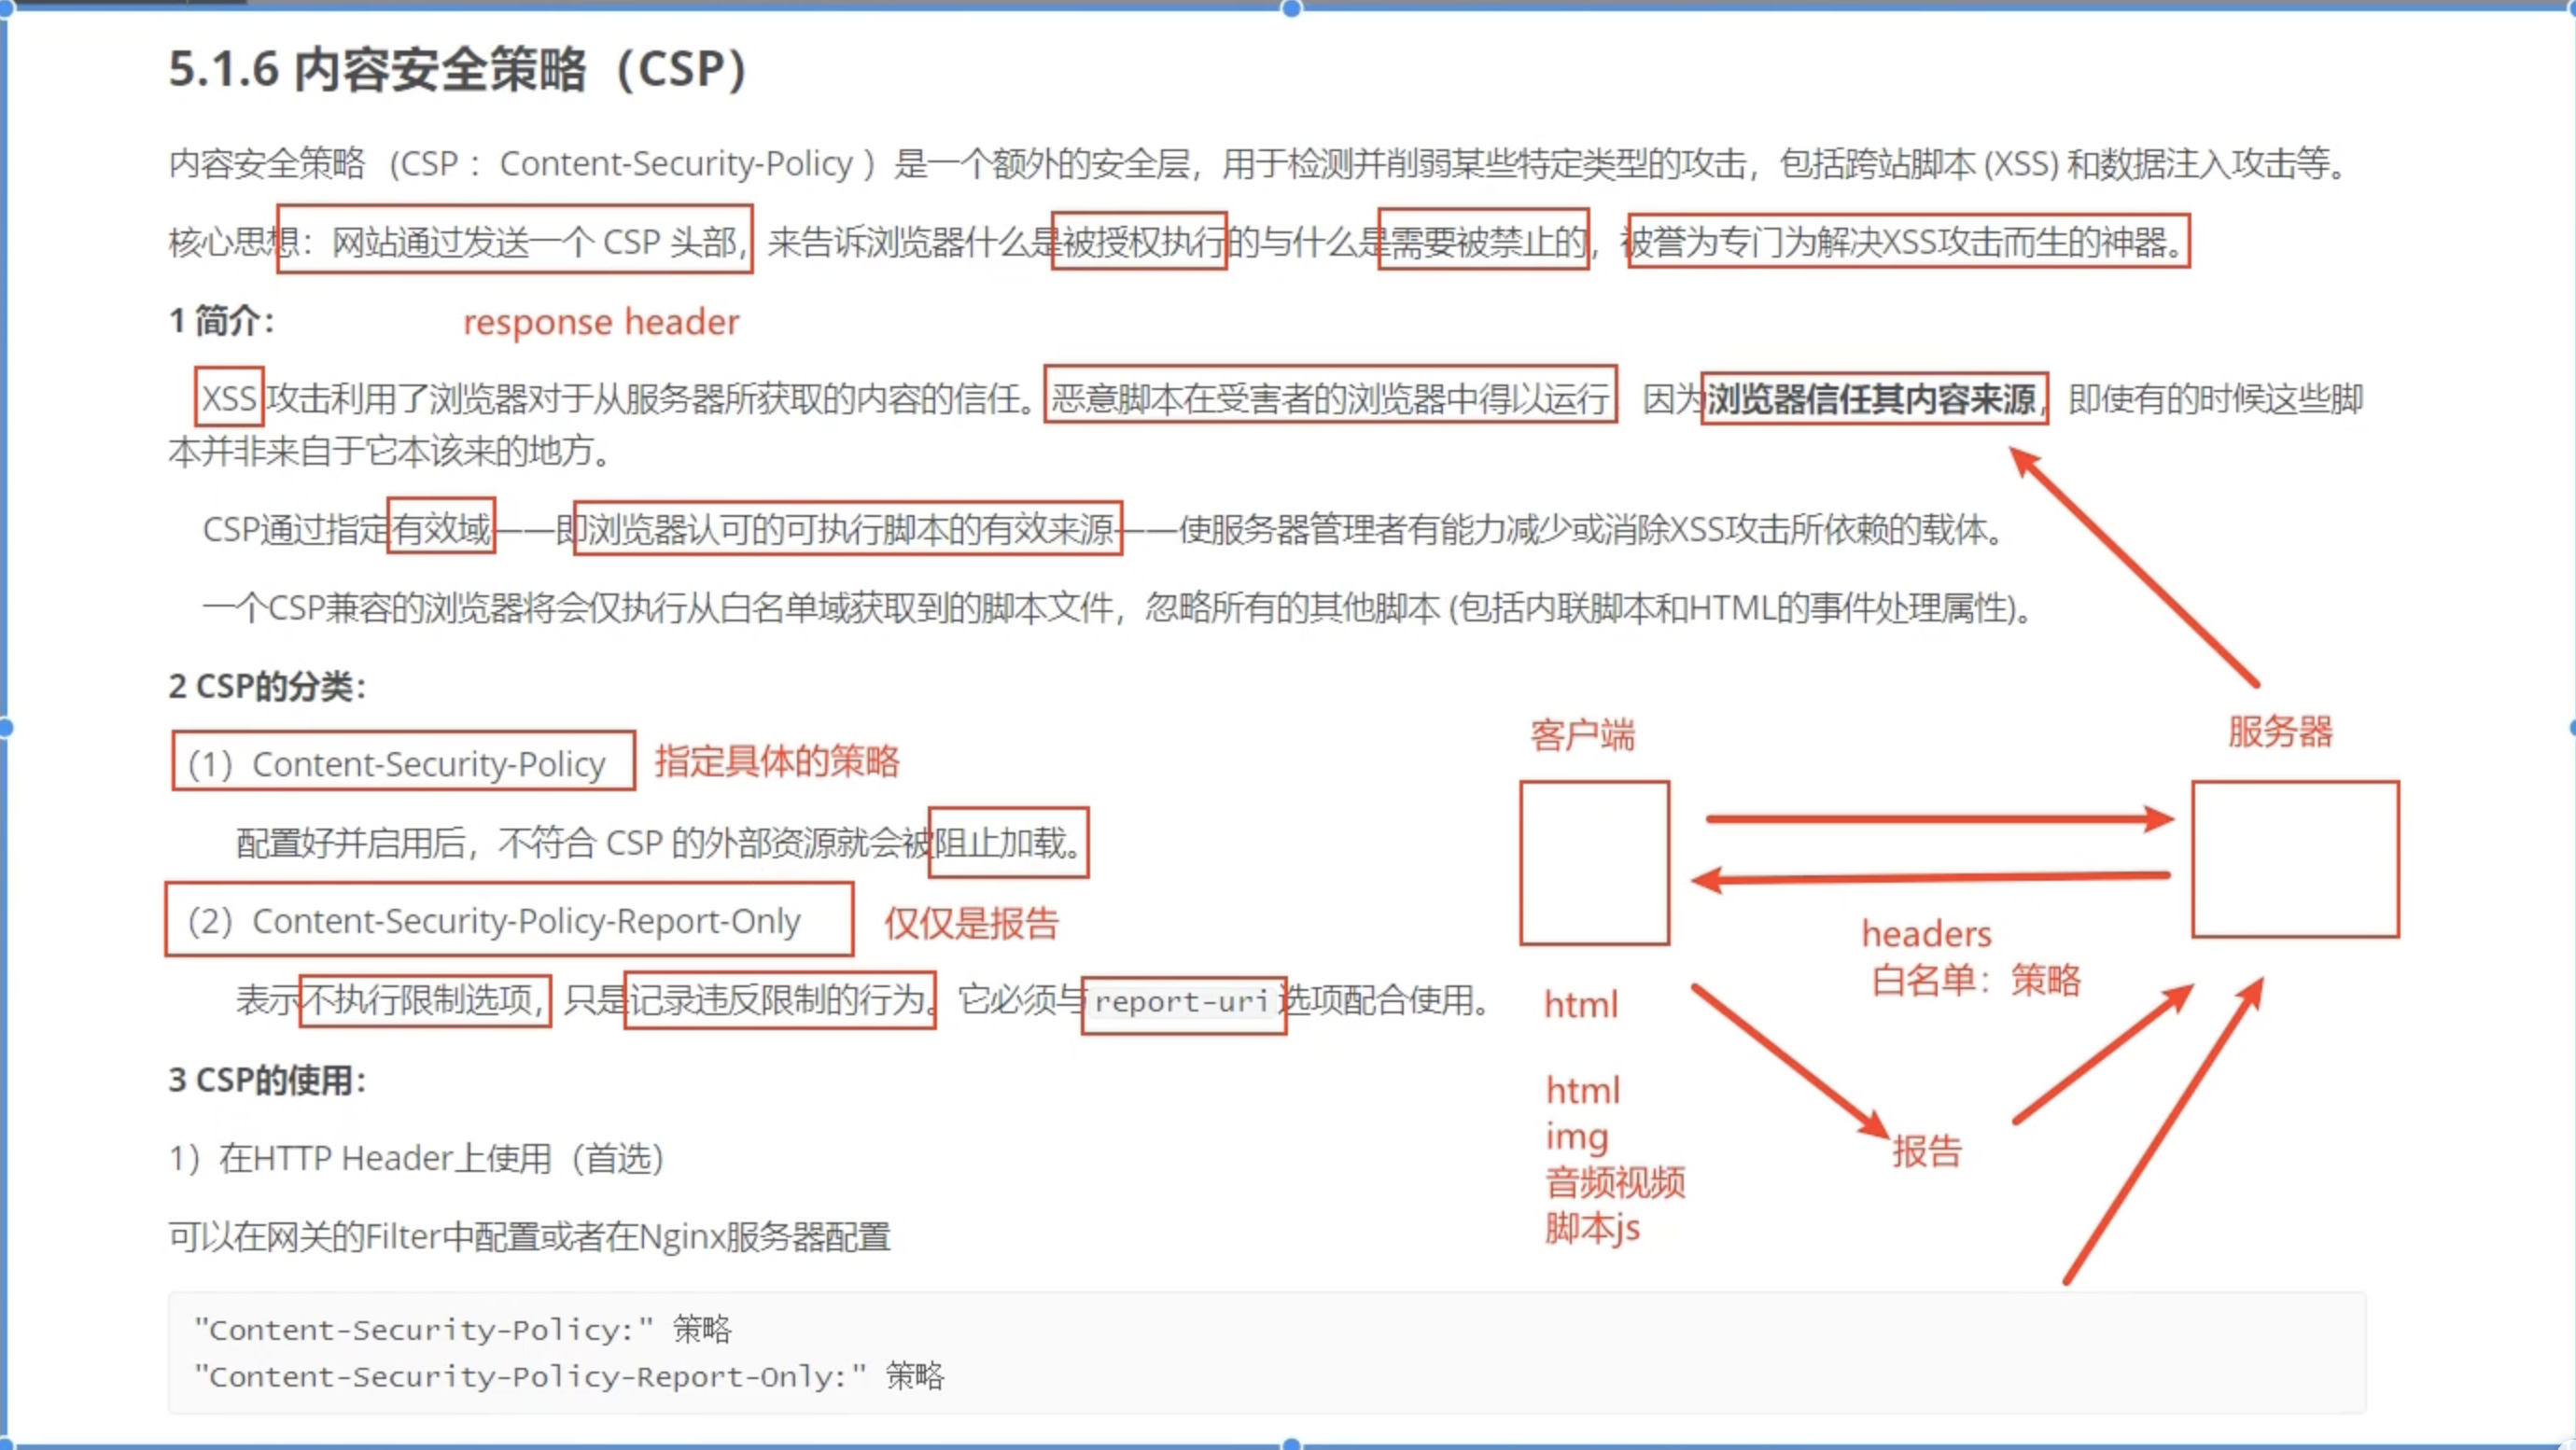 5.1.6 内容安全策略（CSP）
内容安全策略 （CSP ：Content-Security-Policy ）是一个额外的安全层，用于检测并削弱某些特定类型的攻击，包括跨站脚本 (XSS) 和数据注入攻击等。
核心思想：网站通过发送一个 CSP 头部，来告诉浏览器什么是被授权执行的与什么是需要被禁止的，被誉为专门为解决XSS攻击而生的神器。
1 简介：
response header
XSS 攻击利用了浏览器对于从服务器所获取的内容的信任。恶意脚本在受害者的浏览器中得以运行 因为浏览器信任其内容来源，即使有的时候这些脚
本并非来自于它本该来的地方。
CSP通过指定有效域——即浏览器认可的可执行脚本的有效来源——使服务器管理者有能力减少或消除XSS攻击所依赖的载体。
一个CSP兼容的浏览器将会仅执行从白名单域获取到的脚本文件，忽略所有的其他脚本 (包括内联脚本和HTML的事件处理属性)。
2 CSP的分类：
（1）Content-Security-Policy 指定具体的策略
配置好并启用后，不符合 CSP 的外部资源就会被阻止加载。
（2）Content-Security-Policy-Report-Only 仅仅是报告
表示不执行限制选项，只是记录违反限制的行为。它必须与 report-uri 选项配合使用。
客户端
服务器
headers
白名单：策略
html
html
img
音频视频
脚本js
报告
3 CSP的使用：
1）在HTTP Header上使用（首选）
可以在网关的Filter中配置或者在Nginx服务器配置
"Content-Security-Policy:" 策略
"Content-Security-Policy-Report-Only:" 策略